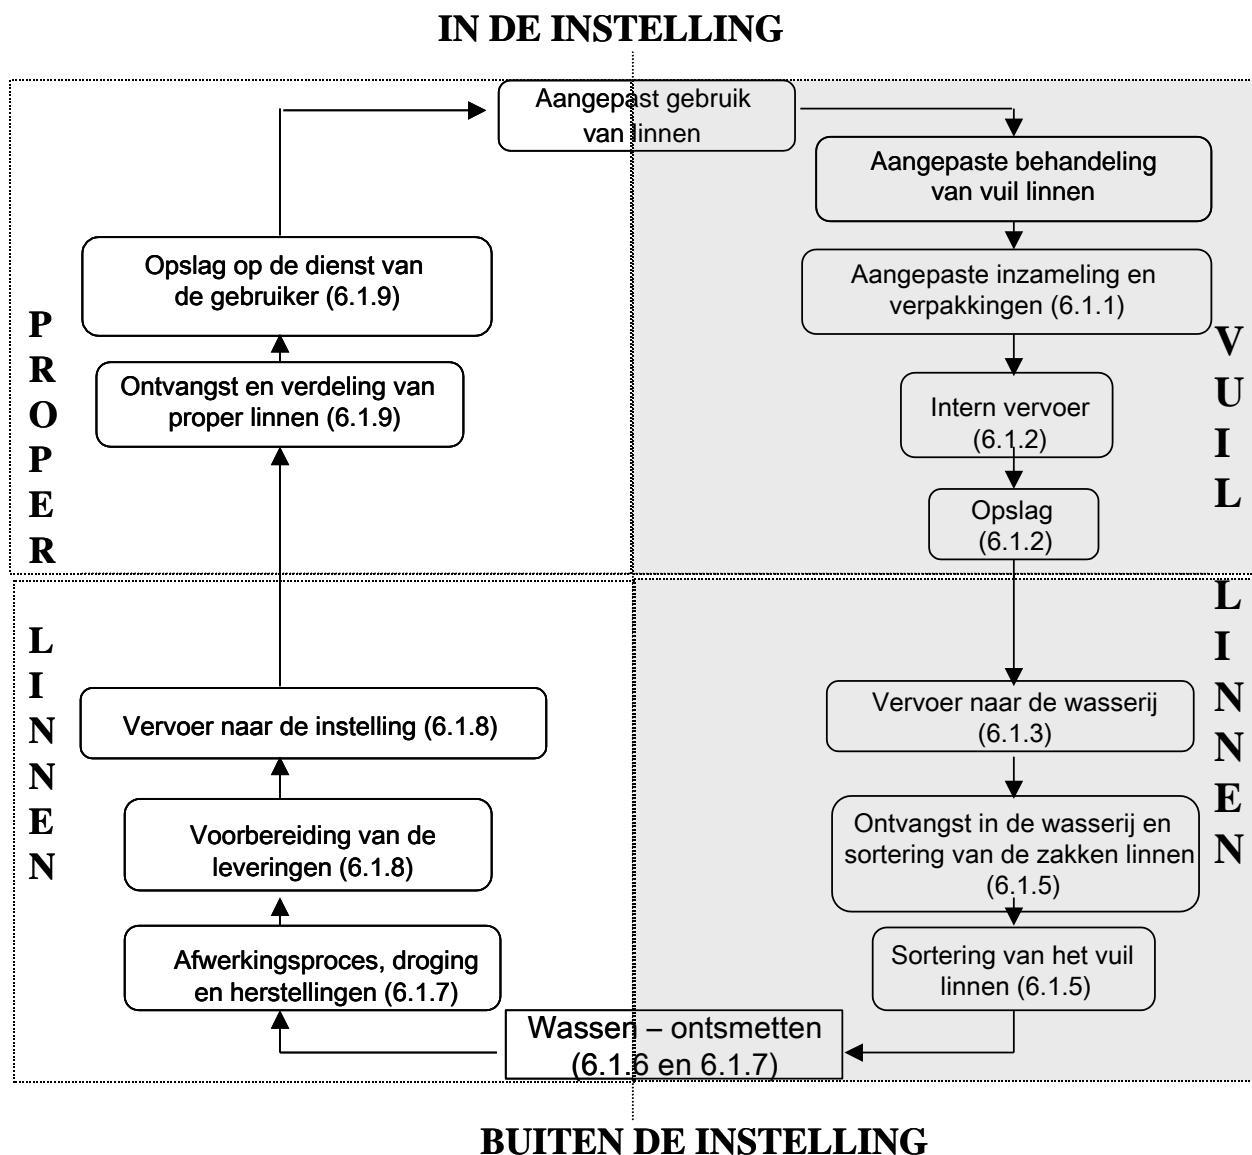 IN DE INSTELLING
Aangepast gebruik
van linnen
Aangepaste behandeling
van vuil linnen
Aangepaste inzameling en
verpakkingen (6.1.1)
Intern vervoer
(6.1.2)
Opslag
(6.1.2)
Vervoer naar de wasserij
(6.1.3)
Ontvangst in de wasserij en
sortering van de zakken linnen
(6.1.5)
Sortering van het vuil
linnen (6.1.5)
Wassen – ontsmetten
(6.1.6 en 6.1.7)
Afwerkingsproces, droging
en herstellingen (6.1.7)
Voorbereiding van de
leveringen (6.1.8)
Vervoer naar de instelling (6.1.8)
Ontvangst en verdeling van
proper linnen (6.1.9)
Opslag op de dienst van
de gebruiker (6.1.9)
PROPER
LINNEN
VUIL
LINNEN
BUITEN DE INSTELLING